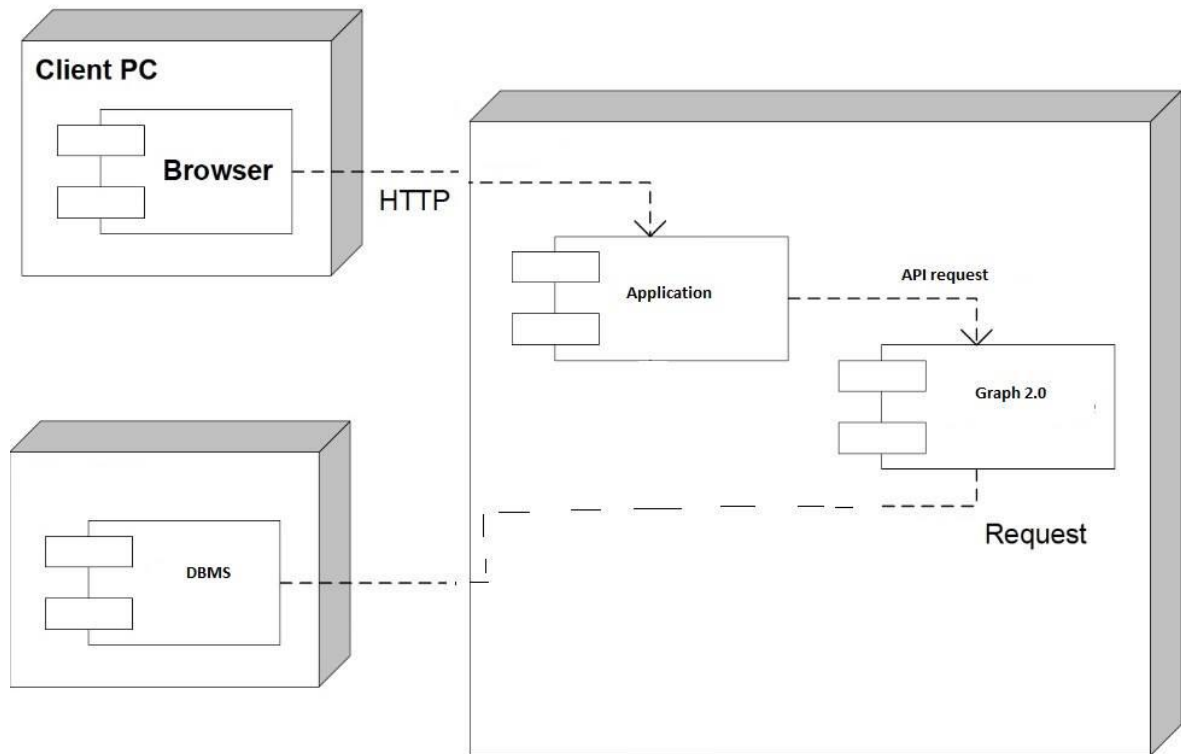 Client PC
Browser
HTTP
Application
API request
Graph 2.0
Request
DBMS